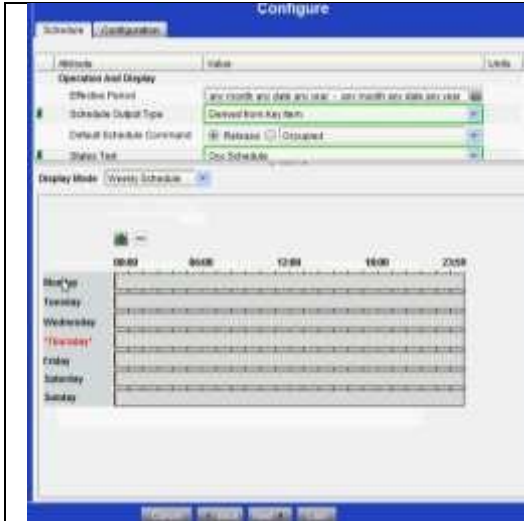 Configure
Schedule Configuration
Attribute Value Units
Operation And Display
Effective Period any month any date any year - any month any date any year
Schedule Output Type Derived from Key Item
Default Schedule Command Release Occupied
States Text Occ Schedule
Display Mode Weekly Schedule
00:00 06:00 12:00 18:00 23:59
Monday
Tuesday
Wednesday
*Thursday*
Friday
Saturday
Sunday